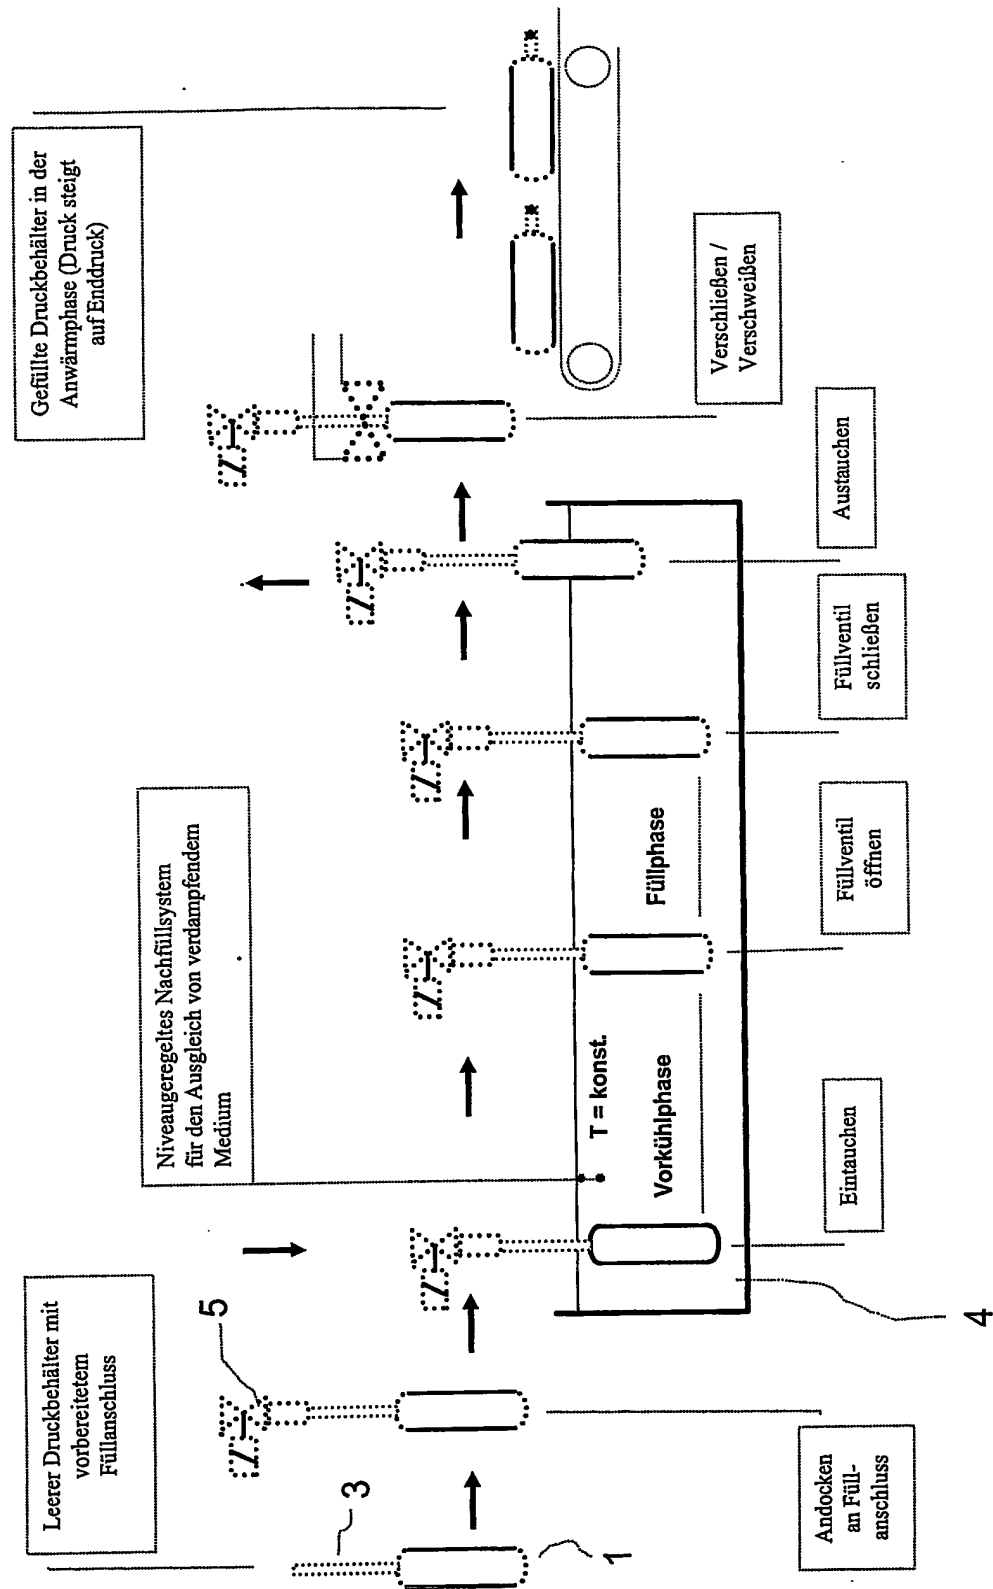 Leerer Druckbehälter mit
vorbereitetem
Füllanschluss
Niveaugeregeltes Nachfüllsystem
für den Ausgleich von verdampfendem
Medium
Gefüllte Druckbehälter in der
Anwärmphase (Druck steigt
auf Enddruck)
3
5
1
T = konst.
Vorkühlphase
Füllphase
4
Andocken
an Füll-
anschluss
Eintauchen
Füllventil
öffnen
Füllventil
schließen
Austauchen
Verschließen /
Verschweißen